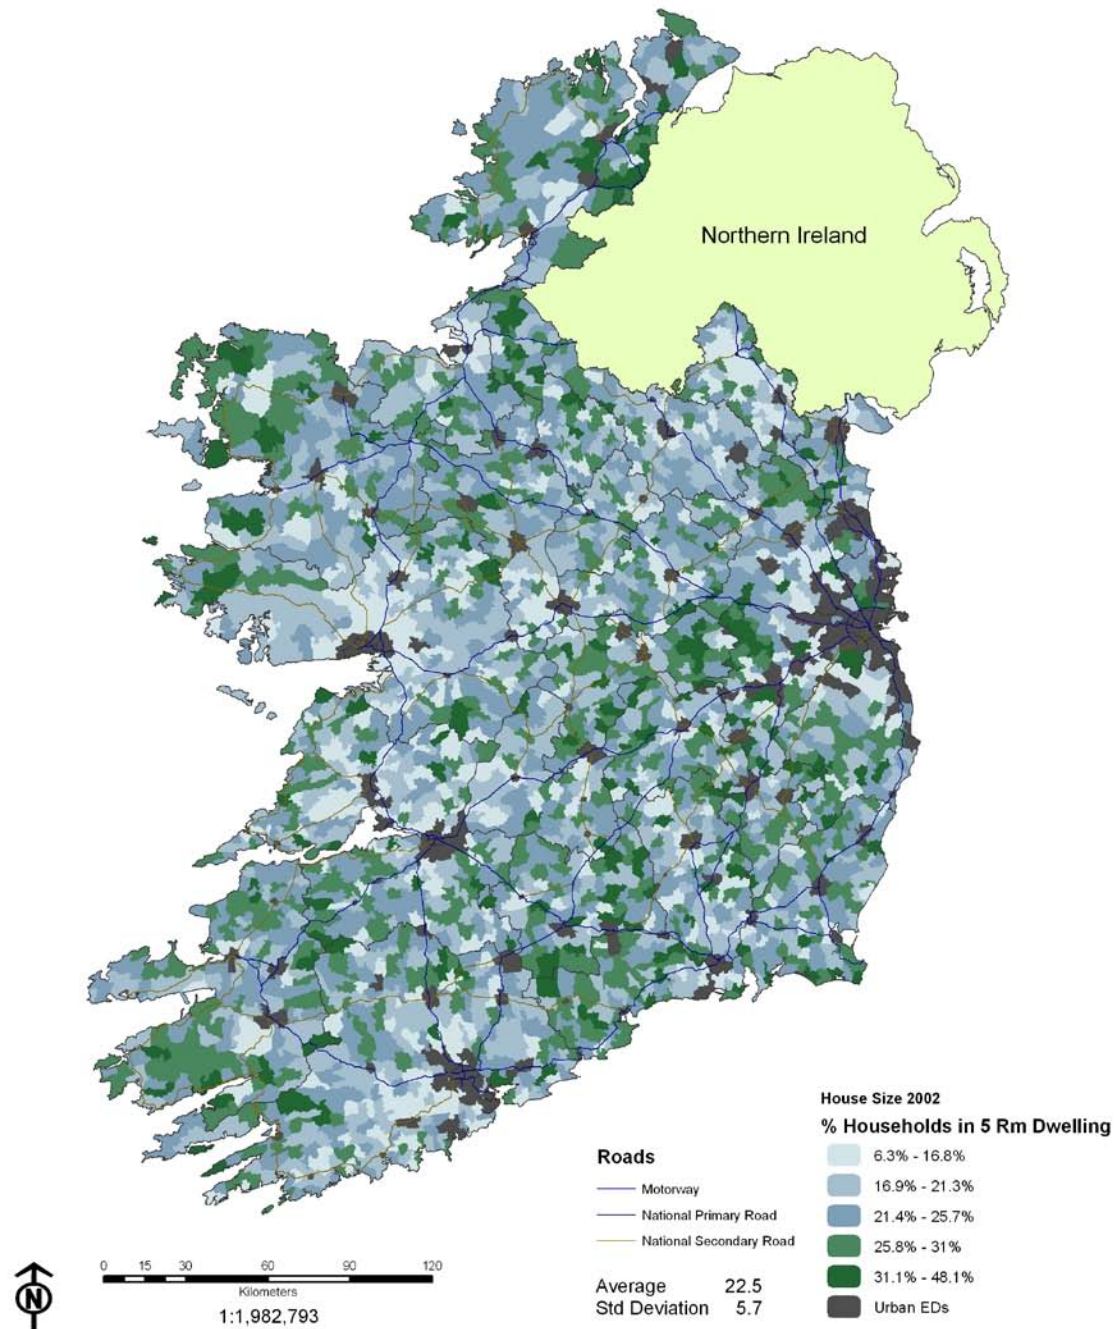 Northern Ireland
House Size 2002
% Households in 5 Rm Dwelling
6.3% - 16.8%
16.9% - 21.3%
21.4% - 25.7%
25.8% - 31%
31.1% - 48.1%
Urban EDs
Roads
Motorway
National Primary Road
National Secondary Road
Average 22.5
Std Deviation 5.7
0 15 30 60 90 120
Kilometers
1:1,982,793
N